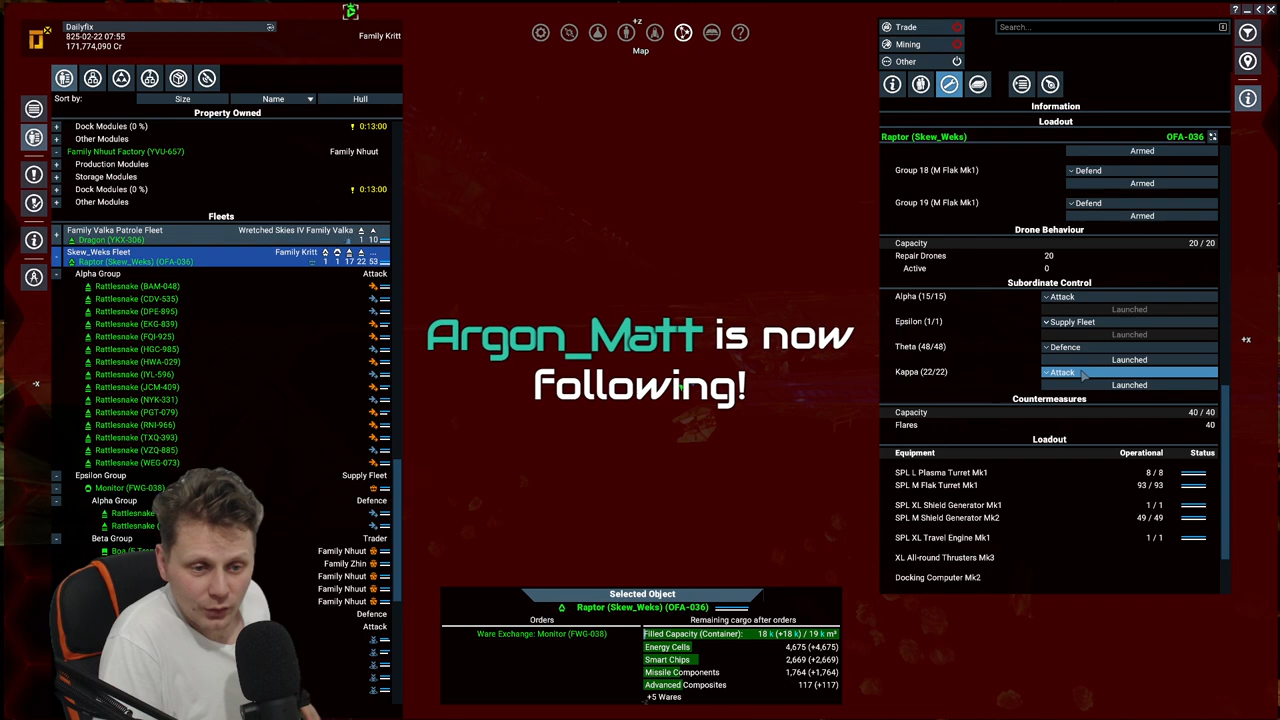 Dailyfix
825-02-22 07:55
171,774,090 Cr
Family Kritt
Sort by:
Size
Name
Hull
Property Owned
Dock Modules (0 %)
0:13:00
Other Modules
Family Nhuut Factory (YVU-657)
Family Nhuut
Production Modules
Storage Modules
Dock Modules (0 %)
0:13:00
Other Modules
Fleets
Family Valka Patrole Fleet
Wretched Skies IV Family Valka
Dragon (YKX-306)
1 10
Skew_Weks Fleet
Family Kritt
Raptor (Skew_Weks) (OFA-036)
1 1 17 22 53
Alpha Group
Attack
Rattlesnake (BAM-048)
Rattlesnake (CDV-535)
Rattlesnake (DPE-895)
Rattlesnake (EKG-839)
Rattlesnake (FQI-925)
Rattlesnake (HGC-985)
Rattlesnake (HWA-029)
Rattlesnake (IYL-596)
Rattlesnake (JCM-409)
Rattlesnake (NYK-331)
Rattlesnake (PGT-079)
Rattlesnake (RNI-966)
Rattlesnake (TXQ-393)
Rattlesnake (VZQ-885)
Rattlesnake (WEG-073)
Epsilon Group
Supply Fleet
Monitor (FWG-038)
Alpha Group
Defence
Rattlesnake
Rattlesnake (
Beta Group
Trader
Family Nhuut
Family Zhin
Family Nhuut
Family Nhuut
Family Nhuut
Defence
Attack
-x
+z
Map
Argon_Matt is now
Following!
Selected Object
Raptor (Skew_Weks) (OFA-036)
Orders
Remaining cargo after orders
Ware Exchange: Monitor (FWG-038)
Filled Capacity (Container):
18 k (+18 k) / 19 k m³
Energy Cells
4,675 (+4,675)
Smart Chips
2,669 (+2,669)
Missile Components
1,764 (+1,764)
Advanced Composites
117 (+117)
+5 Wares
-z
Trade
Mining
Other
Search...
Information
Loadout
Raptor (Skew_Weks)
OFA-036
Armed
Group 18 (M Flak Mk1)
Defend
Armed
Group 19 (M Flak Mk1)
Defend
Armed
Drone Behaviour
Capacity
20 / 20
Repair Drones
20
Active
0
Subordinate Control
Alpha (15/15)
Attack
Launched
Epsilon (1/1)
Supply Fleet
Launched
Theta (48/48)
Defence
Launched
Kappa (22/22)
Attack
Launched
Countermeasures
Capacity
40 / 40
Flares
40
Loadout
Equipment
Operational
Status
SPL L Plasma Turret Mk1
8 / 8
SPL M Flak Turret Mk1
93 / 93
SPL XL Shield Generator Mk1
1 / 1
SPL M Shield Generator Mk2
49 / 49
SPL XL Travel Engine Mk1
1 / 1
XL All-round Thrusters Mk3
Docking Computer Mk2
+x